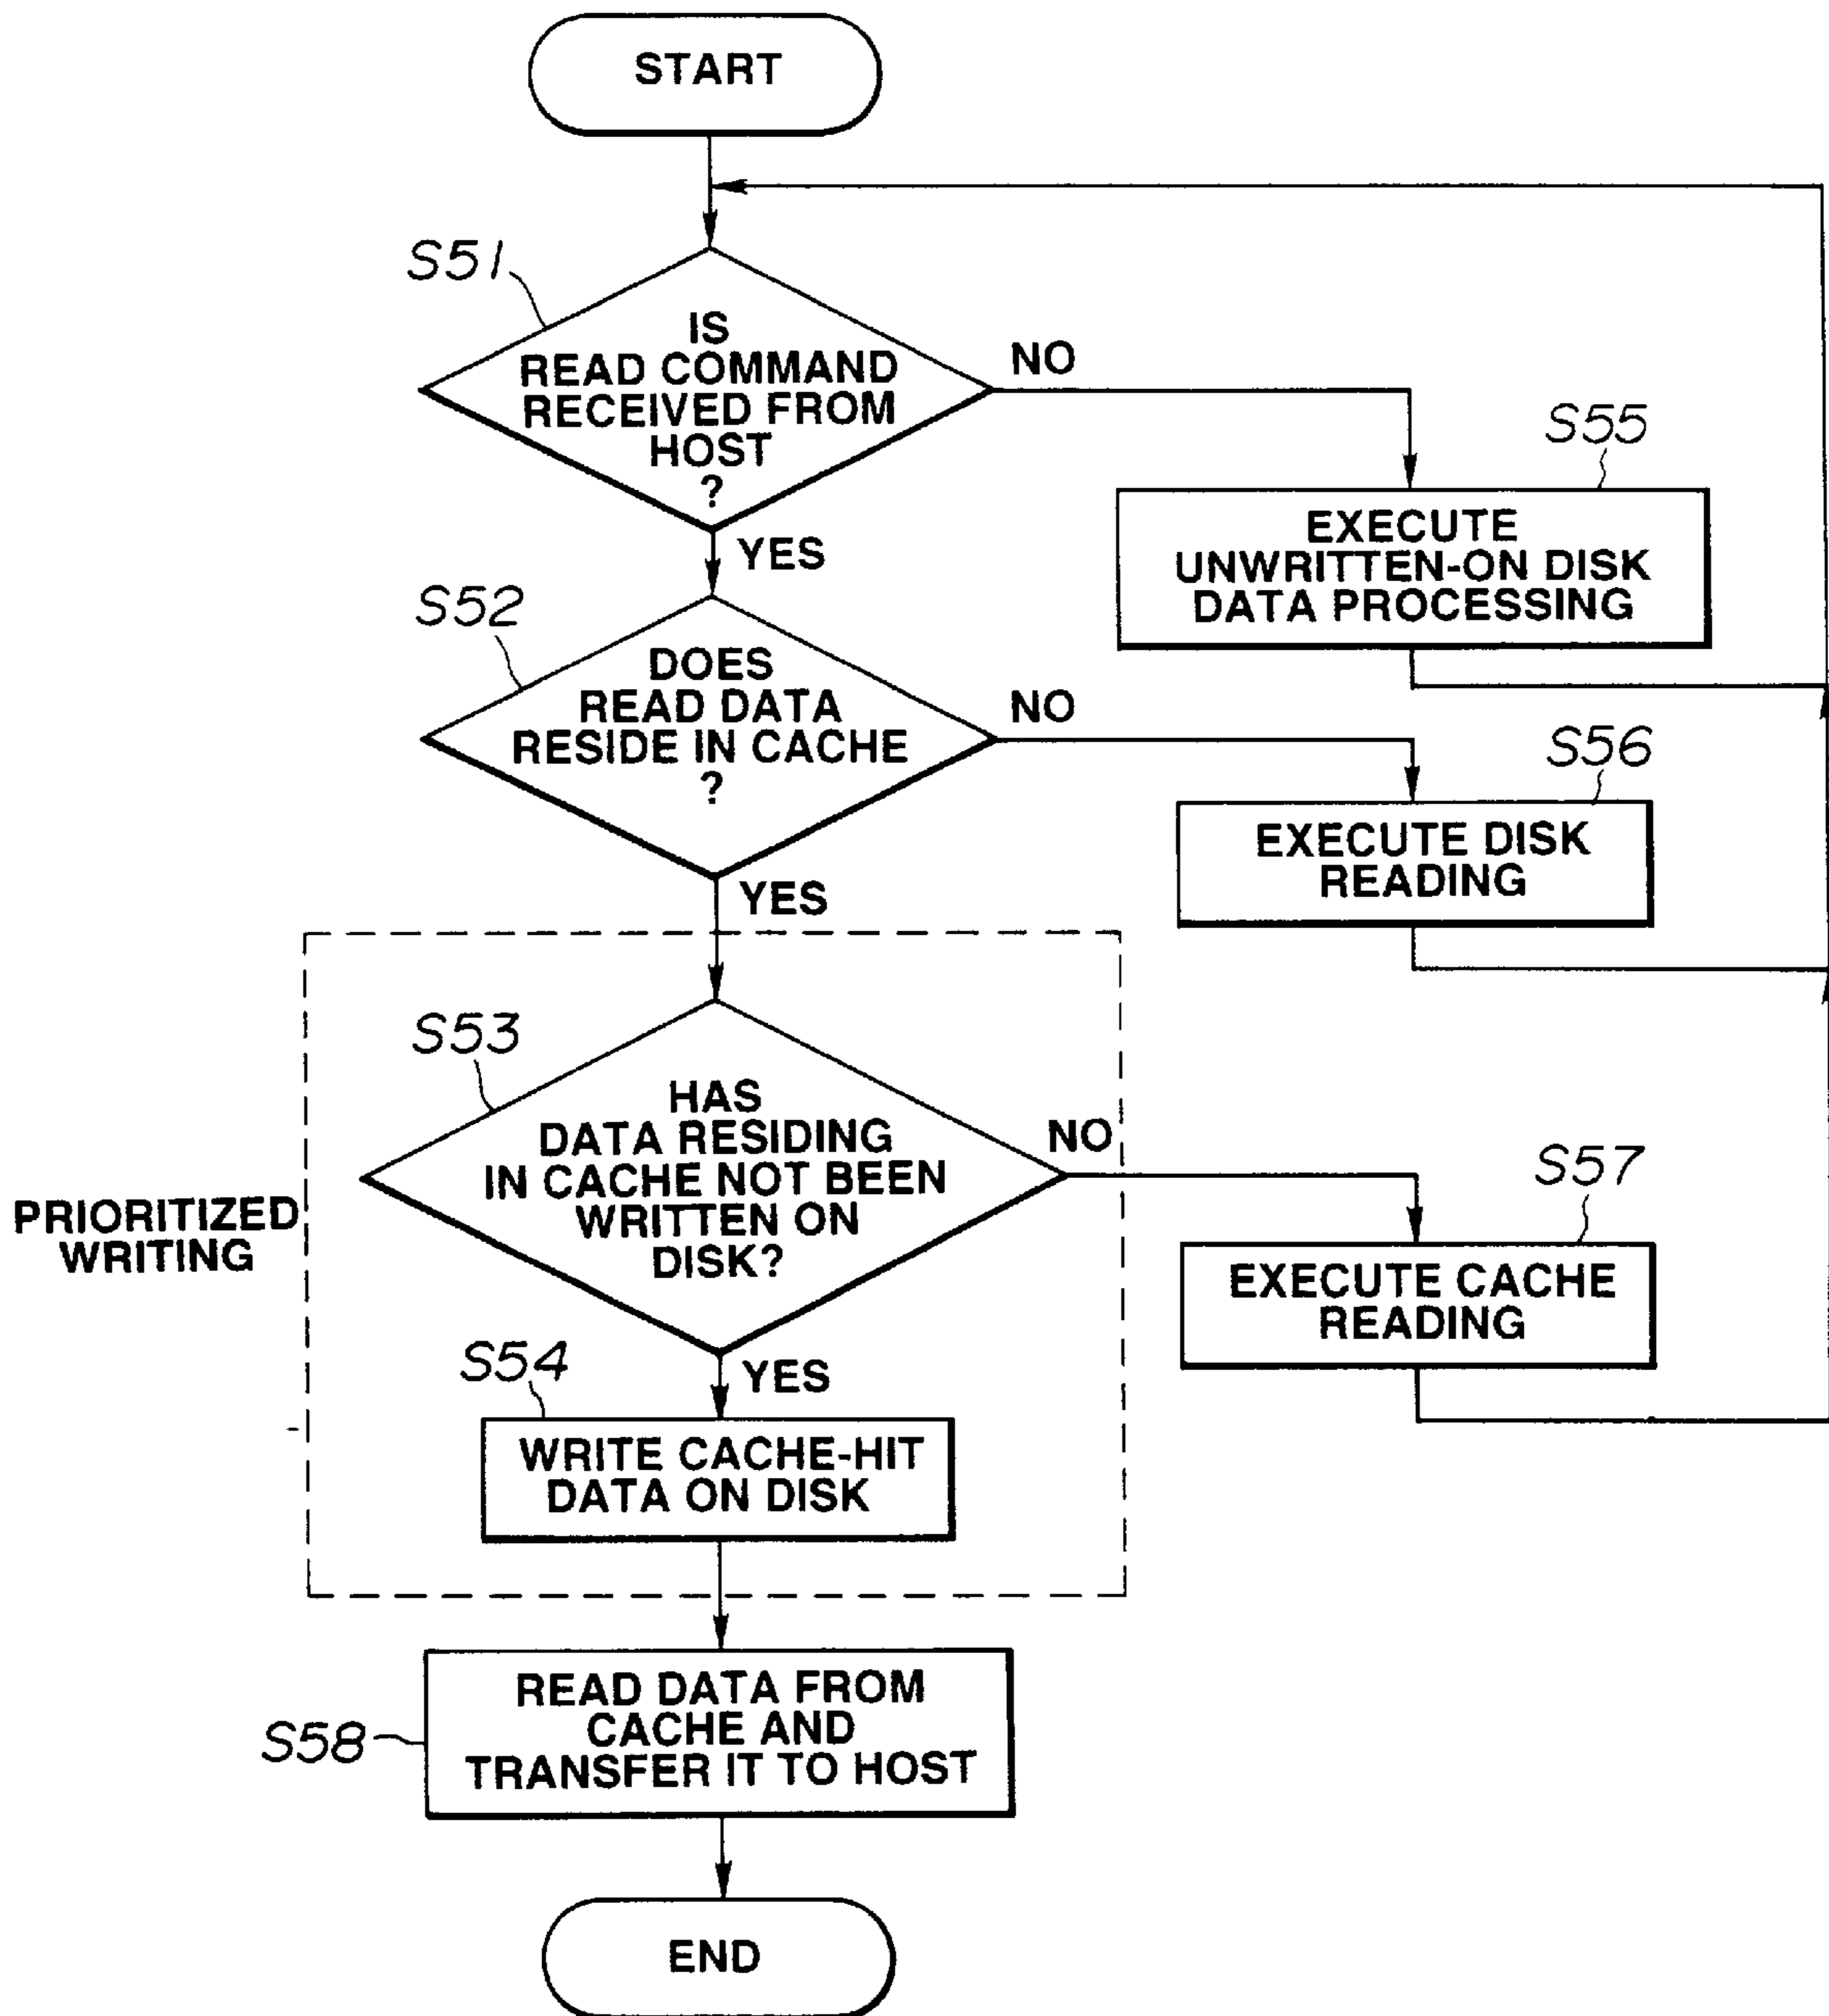 START
S51
IS
READ COMMAND
RECEIVED FROM
HOST
?
NO
YES
S55
EXECUTE
UNWRITTEN-ON DISK
DATA PROCESSING
S52
DOES
READ DATA
RESIDE IN CACHE
?
NO
YES
S56
EXECUTE DISK
READING
PRIORITIZED
WRITING
S53
HAS
DATA RESIDING
IN CACHE NOT BEEN
WRITTEN ON
DISK?
NO
YES
S57
EXECUTE CACHE
READING
S54
WRITE CACHE-HIT
DATA ON DISK
S58
READ DATA FROM
CACHE AND
TRANSFER IT TO HOST
END